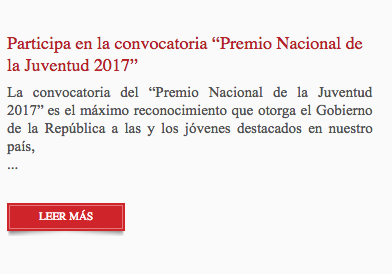 Participa en la convocatoria “Premio Nacional de
la Juventud 2017”
La convocatoria del “Premio Nacional de la Juventud
2017” es el máximo reconocimiento que otorga el Gobierno
de la República a las y los jóvenes destacados en nuestro
país,
...
LEER MÁS